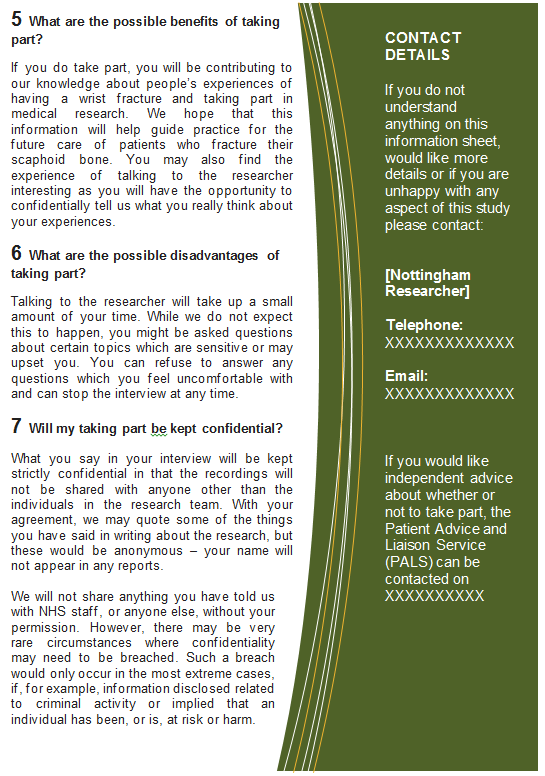 5 What are the possible benefits of taking
part?
If you do take part, you will be contributing to
our knowledge about people's experiences of
having a wrist fracture and taking part in
medical research. We hope that this
information will help guide practice for the
future care of patients who fracture their
scaphoid bone. You may also find the
experience of talking to the researcher
interesting as you will have the opportunity to
confidentially tell us what you really think about
your experiences.
6 What are the possible disadvantages of
taking part?
Talking to the researcher will take up a small
amount of your time. While we do not expect
this to happen, you might be asked questions
about certain topics which are sensitive or may
upset you. You can refuse to answer any
questions which you feel uncomfortable with
and can stop the interview at any time.
7 Will my taking part be kept confidential?
What you say in your interview will be kept
strictly confidential in that the recordings will
not be shared with anyone other than the
individuals in the research team. With your
agreement, we may quote some of the things
you have said in writing about the research, but
these would be anonymous – your name will
not appear in any reports.
We will not share anything you have told us
with NHS staff, or anyone else, without your
permission. However, there may be very
rare circumstances where confidentiality
may need to be breached. Such a breach
would only occur in the most extreme cases,
if, for example, information disclosed related
to criminal activity or implied that an
individual has been, or is, at risk or harm.
CONTACT
DETAILS
If you do not
understand
anything on this
information sheet,
would like more
details or if you are
unhappy with any
aspect of this study
please contact:
[Nottingham
Researcher]
Telephone:
XXXXXXXXXXXXX
Email:
XXXXXXXXXXXXX
If you would like
independent advice
about whether or
not to take part, the
Patient Advice and
Liaison Service
(PALS) can be
contacted on
XXXXXXXXXX